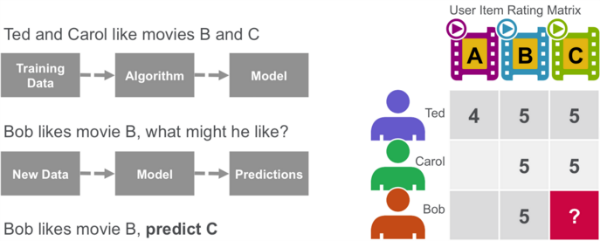 Ted and Carol like movies B and C
Training Data
Algorithm
Model
Bob likes movie B, what might he like?
New Data
Model
Predictions
Bob likes movie B, predict C
User Item Rating Matrix
A B C
Ted 4 5 5
Carol 5 5
Bob 5 ?